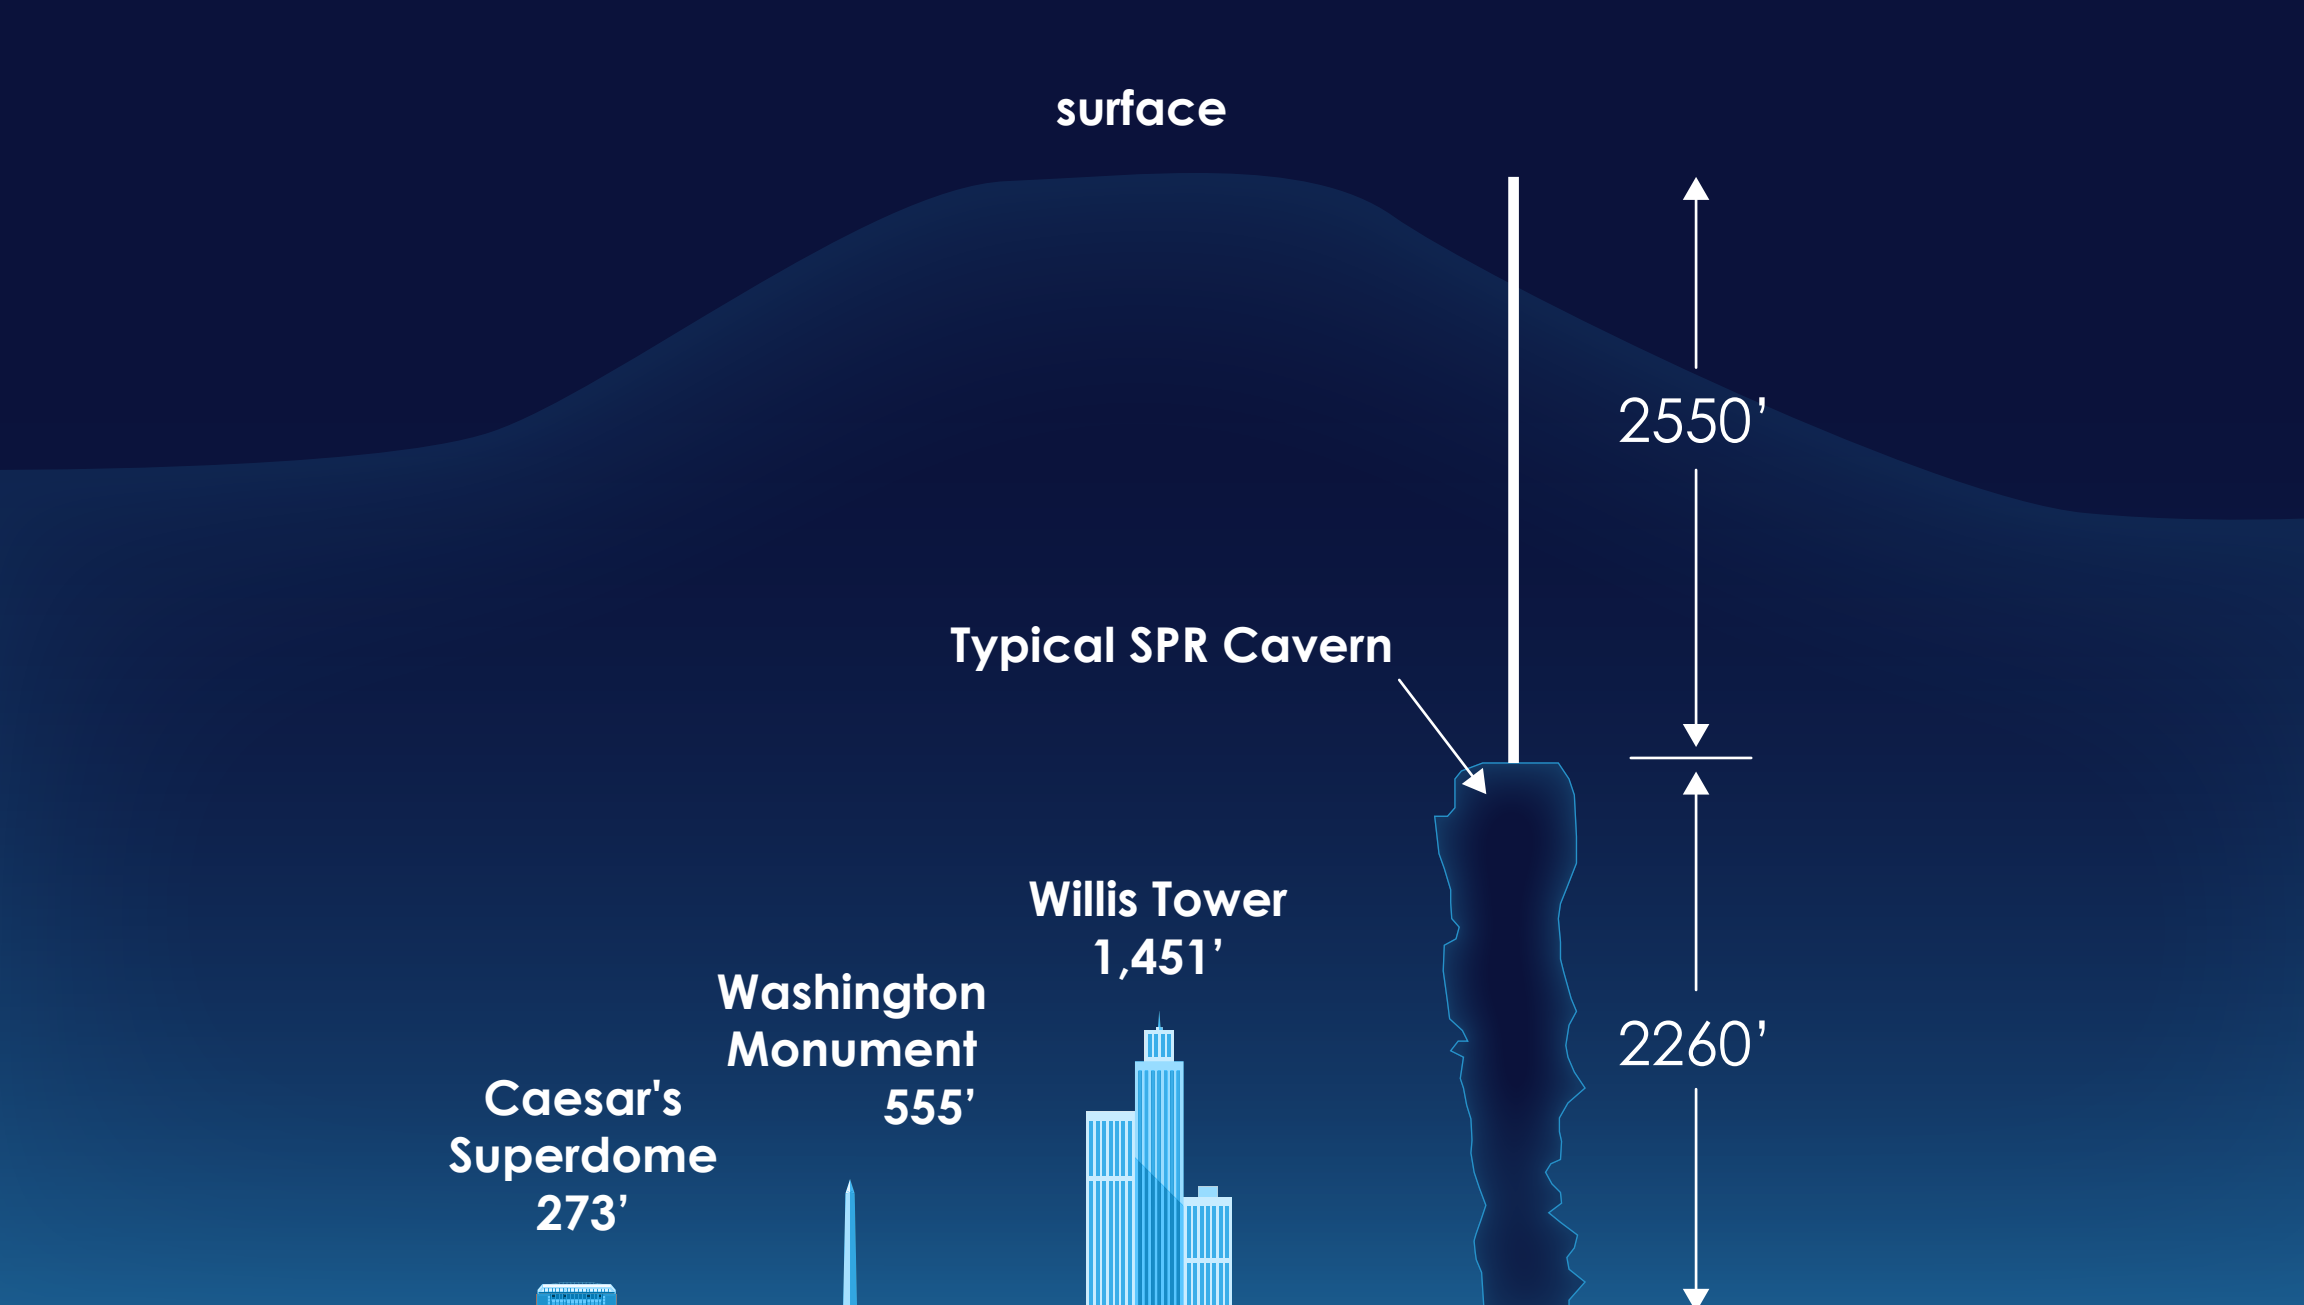 surface
2550’
Typical SPR Cavern
Willis Tower
1,451’
Washington
Monument
555’
2260’
Caesar's
Superdome
273’